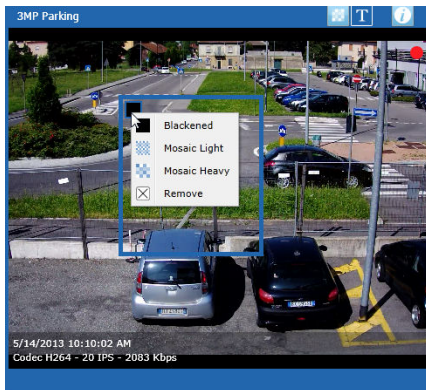 3MP Parking
T
i
Blackened
Mosaic Light
Mosaic Heavy
Remove
5/14/2013 10:10:02 AM
Codec H264 - 20 IPS - 2083 Kbps